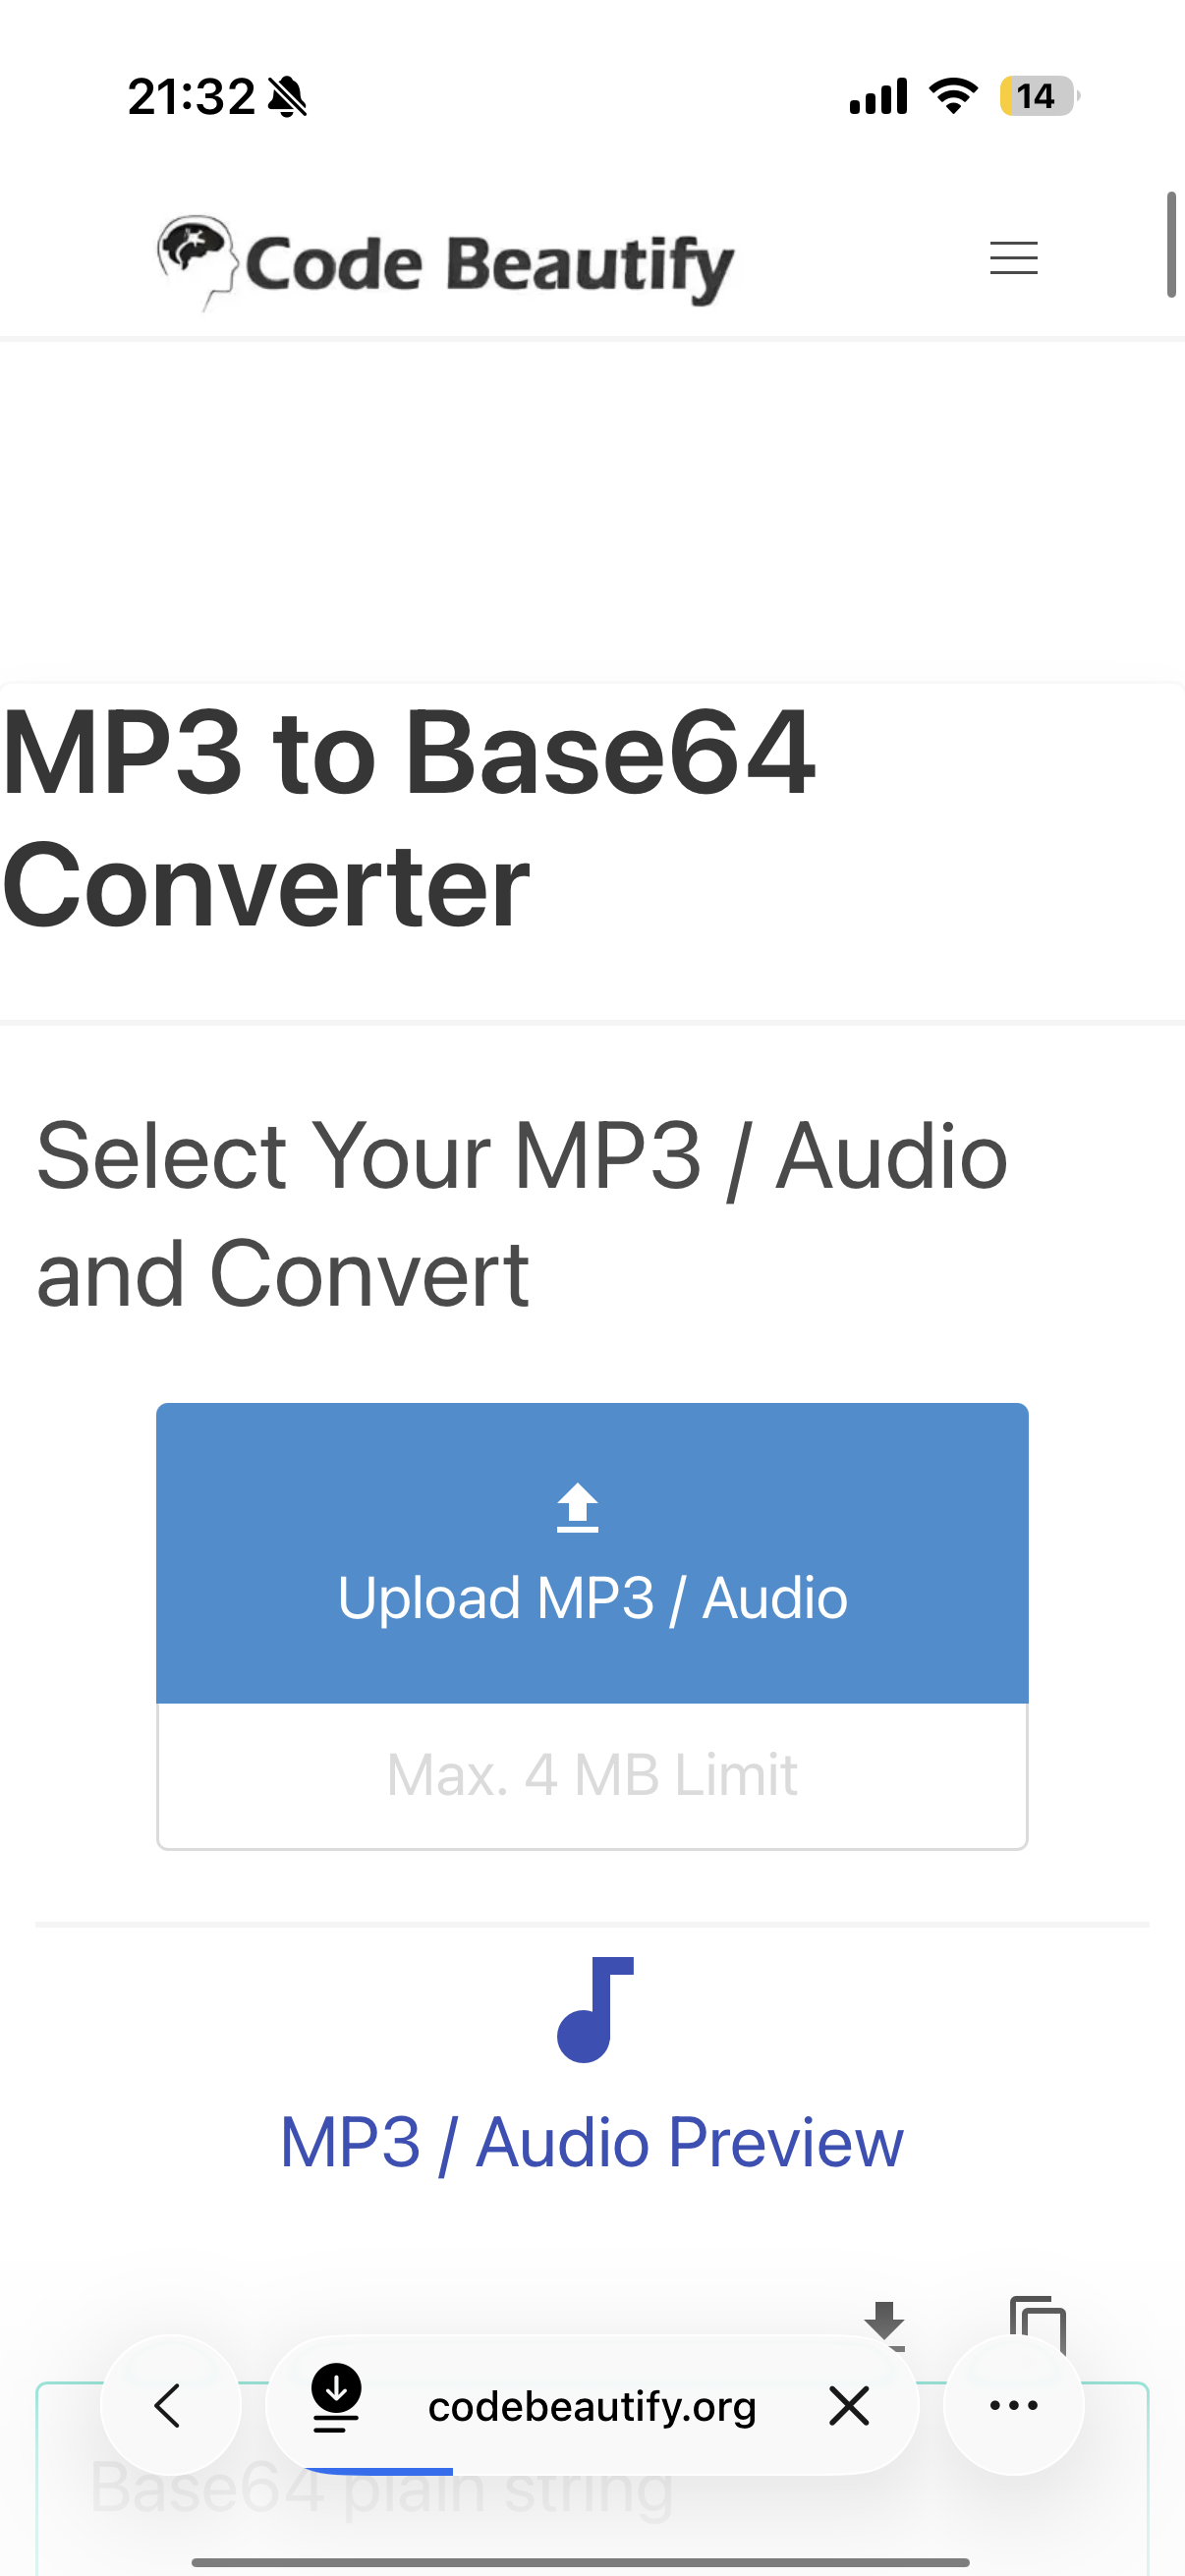 21:32
14
Code Beautify
MP3 to Base64
Converter
Select Your MP3 / Audio
and Convert
Upload MP3 / Audio
Max. 4 MB Limit
MP3 / Audio Preview
codebeautify.org
Base64 plain string